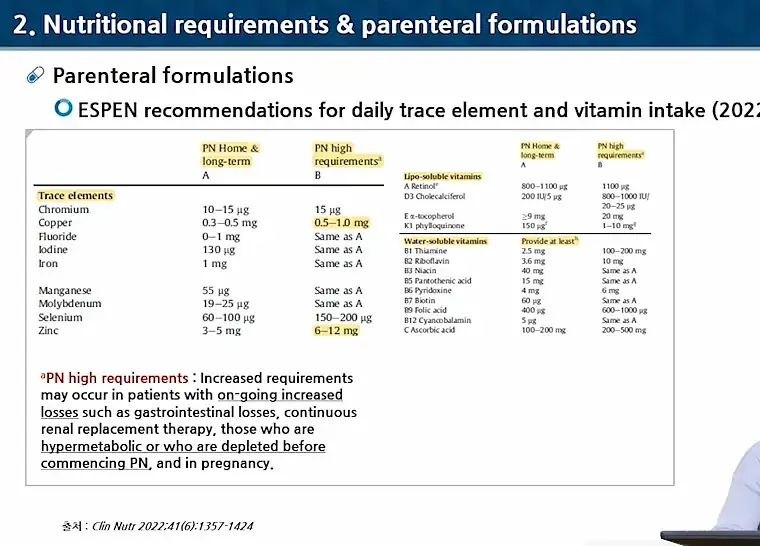 2. Nutritional requirements & parenteral formulations
Parenteral formulations
ESPEN recommendations for daily trace element and vitamin intake (2022
PN Home & long-term PN high requirementsᵃ
A B
Trace elements
Chromium 10–15 μg 15 μg
Copper 0.3–0.5 mg 0.5–1.0 mg
Fluoride 0–1 mg Same as A
Iodine 130 μg Same as A
Iron 1 mg Same as A
Manganese 55 μg Same as A
Molybdenum 19–25 μg Same as A
Selenium 60–100 μg 150–200 μg
Zinc 3–5 mg 6–12 mg
PN Home & long-term PN high requirementsᵃ
A B
Lipo-soluble vitamins
A Retinolᵉ 800–1100 μg 1100 μg
D3 Cholecalciferol 200 IU/5 μg 800–1000 IU/
20–25 μg
E α-tocopherol ≥9 mg 20 mg
K1 phylloquinone 150 μgᶠ 1–10 mgᵍ
Water-soluble vitamins Provide at leastʰ
B1 Thiamine 2.5 mg 100–200 mg
B2 Riboflavin 3.6 mg 10 mg
B3 Niacin 40 mg Same as A
B5 Pantothenic acid 15 mg Same as A
B6 Pyridoxine 4 mg 6 mg
B7 Biotin 60 μg Same as A
B9 Folic acid 400 μg 600–1000 μg
B12 Cyancobalamin 5 μg Same as A
C Ascorbic acid 100–200 mg 200–500 mg
ᵃPN high requirements : Increased requirements
may occur in patients with on-going increased
losses such as gastrointestinal losses, continuous
renal replacement therapy, those who are
hypermetabolic or who are depleted before
commencing PN, and in pregnancy.
출처 : Clin Nutr 2022;41(6):1357-1424